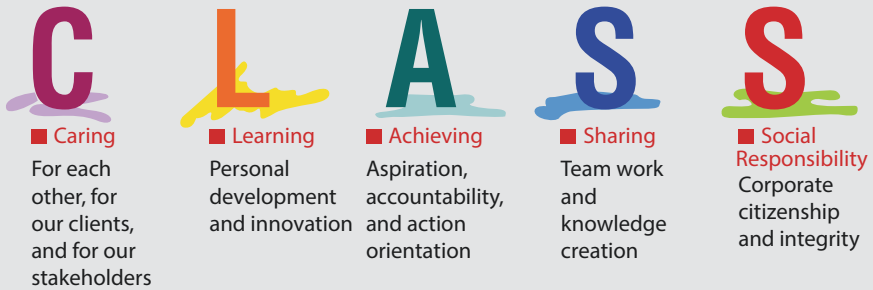 C L A S S
Caring
For each
other, for
our clients,
and for our
stakeholders
Learning
Personal
development
and innovation
Achieving
Aspiration,
accountability,
and action
orientation
Sharing
Team work
and
knowledge
creation
Social
Responsibility
Corporate
citizenship
and integrity